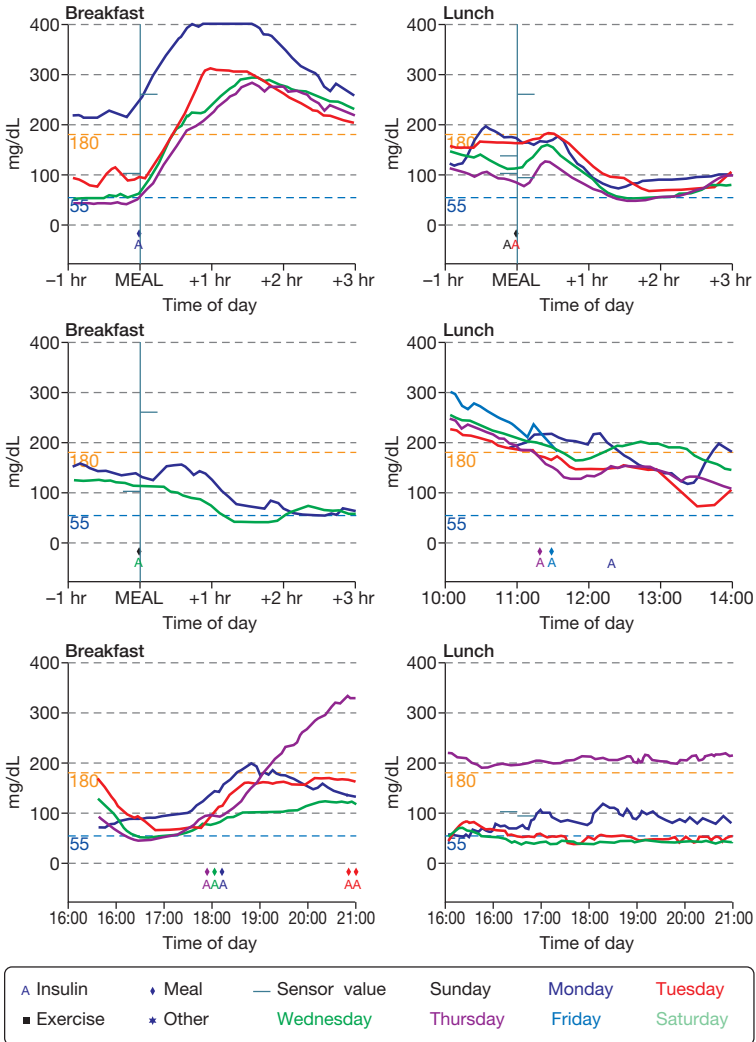 Breakfast
400
300
200
180
100
55
0
mg/dL
A
−1 hr MEAL +1 hr +2 hr +3 hr
Time of day
Lunch
400
300
200
180
100
55
0
mg/dL
A A
−1 hr MEAL +1 hr +2 hr +3 hr
Time of day
Breakfast
400
300
200
180
100
55
0
mg/dL
A
−1 hr MEAL +1 hr +2 hr +3 hr
Time of day
Lunch
400
300
200
180
100
55
0
mg/dL
A A A
10:00 11:00 12:00 13:00 14:00
Time of day
Breakfast
400
300
200
180
100
55
0
mg/dL
A A A A A
16:00 16:00 17:00 18:00 19:00 20:00 21:00
Time of day
Lunch
400
300
200
180
100
55
0
mg/dL
16:00 16:00 17:00 18:00 19:00 20:00 21:00
Time of day
A Insulin Meal Sensor value Sunday Monday Tuesday
Exercise Other Wednesday Thursday Friday Saturday